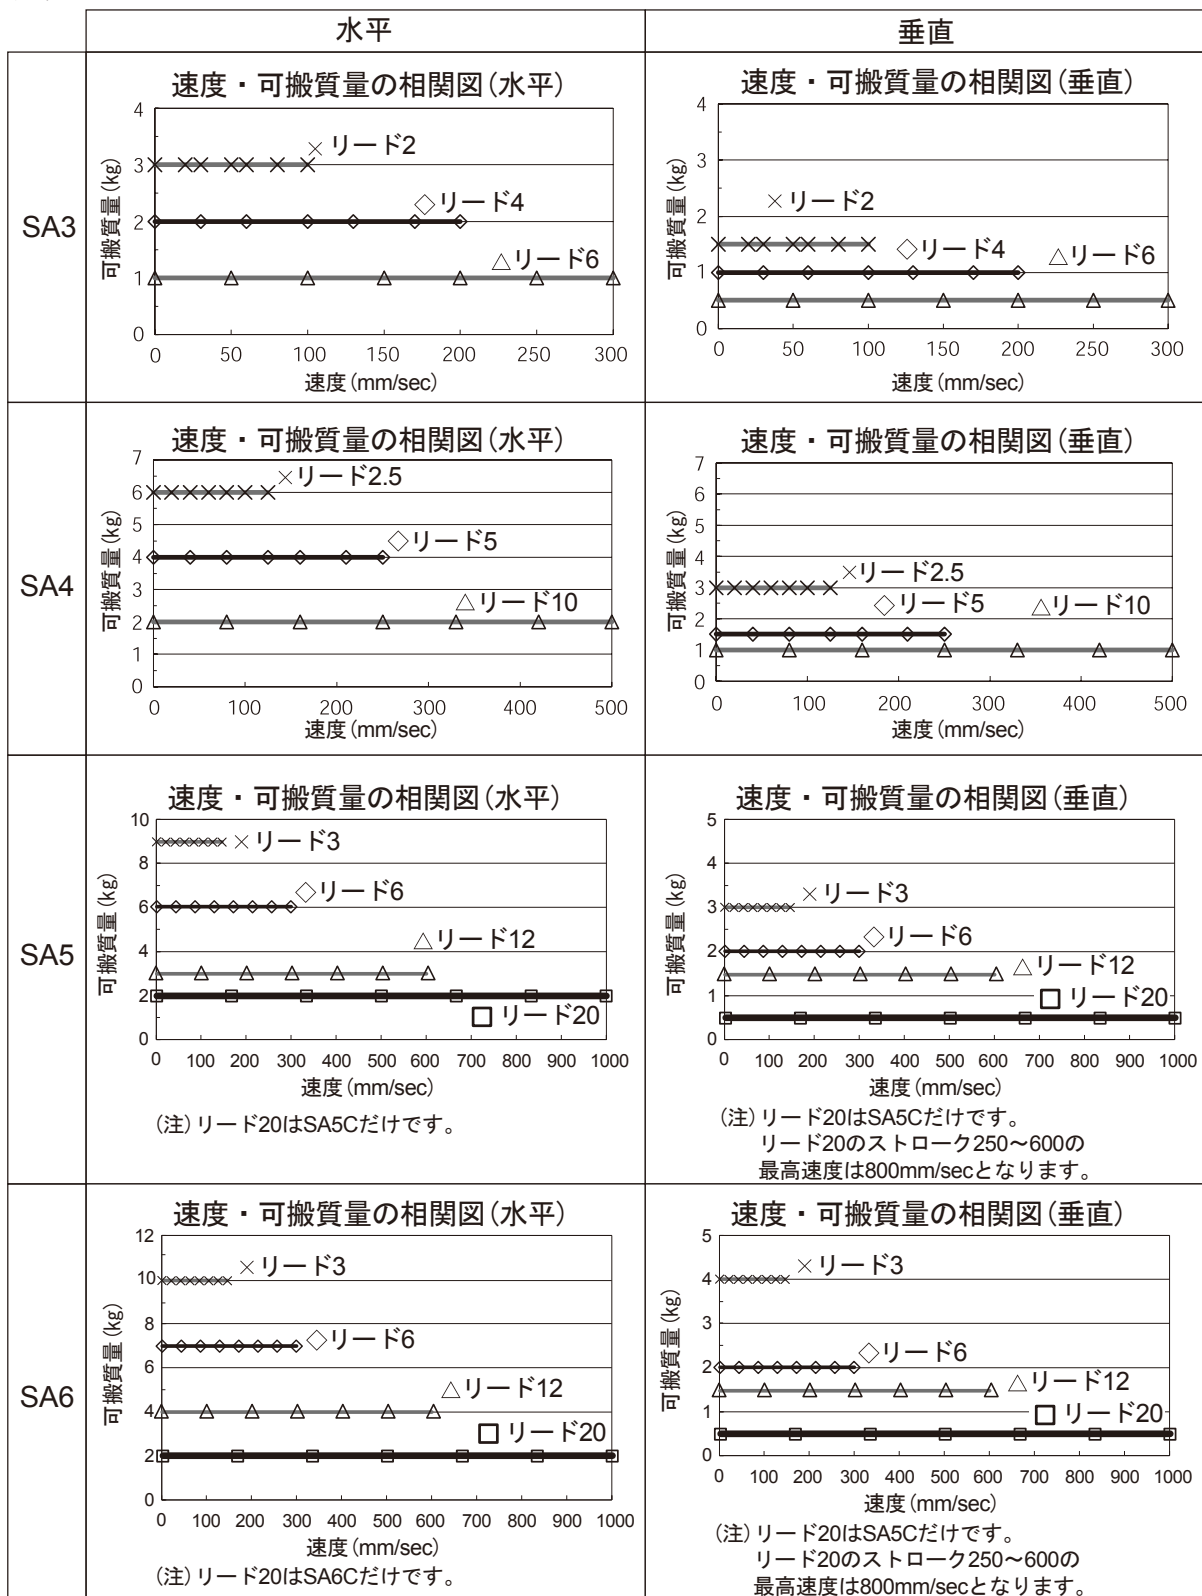 水平
垂直
SA3
速度・可搬質量の相関図(水平)
可搬質量(kg)
4
3
2
1
0
×リード2
◇リード4
△リード6
0 50 100 150 200 250 300
速度(mm/sec)
速度・可搬質量の相関図(垂直)
可搬質量(kg)
4
3
2
1
0
×リード2
◇リード4
△リード6
0 50 100 150 200 250 300
速度(mm/sec)
SA4
速度・可搬質量の相関図(水平)
可搬質量(kg)
7
6
5
4
3
2
1
0
×リード2.5
◇リード5
△リード10
0 100 200 300 400 500
速度(mm/sec)
速度・可搬質量の相関図(垂直)
可搬質量(kg)
7
6
5
4
3
2
1
0
×リード2.5
◇リード5
△リード10
0 100 200 300 400 500
速度(mm/sec)
SA5
速度・可搬質量の相関図(水平)
可搬質量(kg)
10
8
6
4
2
0
×リード3
◇リード6
△リード12
□リード20
0 100 200 300 400 500 600 700 800 900 1000
速度(mm/sec)
(注)リード20はSA5Cだけです。
速度・可搬質量の相関図(垂直)
可搬質量(kg)
5
4
3
2
1
0
×リード3
◇リード6
△リード12
□リード20
0 100 200 300 400 500 600 700 800 900 1000
速度(mm/sec)
(注)リード20はSA5Cだけです。
リード20のストローク250〜600の
最高速度は800mm/secとなります。
SA6
速度・可搬質量の相関図(水平)
可搬質量(kg)
12
10
8
6
4
2
0
×リード3
◇リード6
△リード12
□リード20
0 100 200 300 400 500 600 700 800 900 1000
速度(mm/sec)
(注)リード20はSA6Cだけです。
速度・可搬質量の相関図(垂直)
可搬質量(kg)
5
4
3
2
1
0
×リード3
◇リード6
△リード12
□リード20
0 100 200 300 400 500 600 700 800 900 1000
速度(mm/sec)
(注)リード20はSA5Cだけです。
リード20のストローク250〜600の
最高速度は800mm/secとなります。